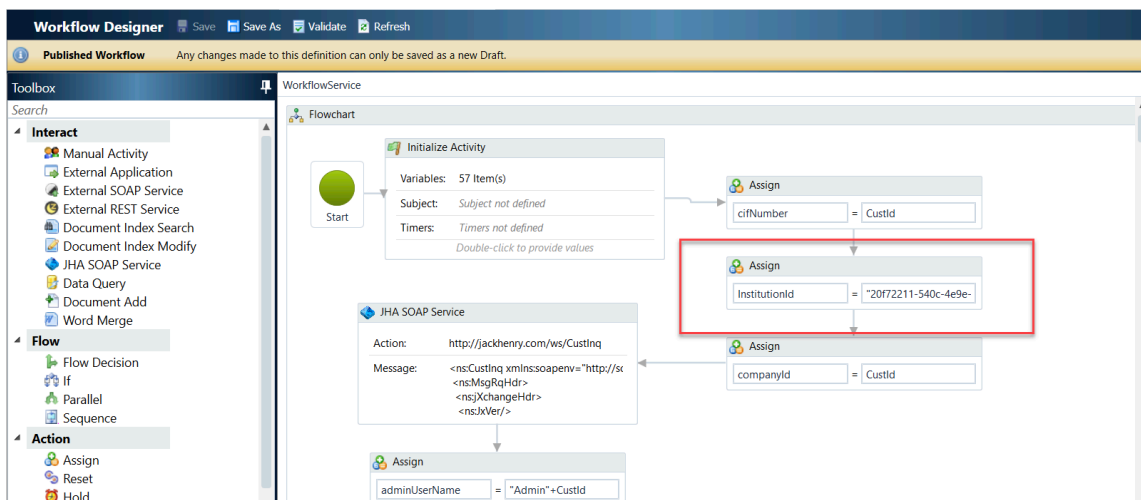 Workflow Designer Save Save As Validate Refresh
Published Workflow Any changes made to this definition can only be saved as a new Draft.
Toolbox
Search
Interact
Manual Activity
External Application
External SOAP Service
External REST Service
Document Index Search
Document Index Modify
JHA SOAP Service
Data Query
Document Add
Word Merge
Flow
Flow Decision
If
Parallel
Sequence
Action
Assign
Reset
Hold
WorkflowService
Flowchart
Start
Initialize Activity
Variables: 57 Item(s)
Subject: Subject not defined
Timers: Timers not defined
Double-click to provide values
Assign
cifNumber = CustId
Assign
InstitutionId = "20f72211-540c-4e9e-
Assign
companyId = CustId
JHA SOAP Service
Action: http://jackhenry.com/ws/CustInq
Message: <ns:CustInq xmlns:soapenv="http://sc
<ns:MsgRqHdr>
<ns:jXchangeHdr>
<ns:JxVer/>
Assign
adminUserName = "Admin"+CustId